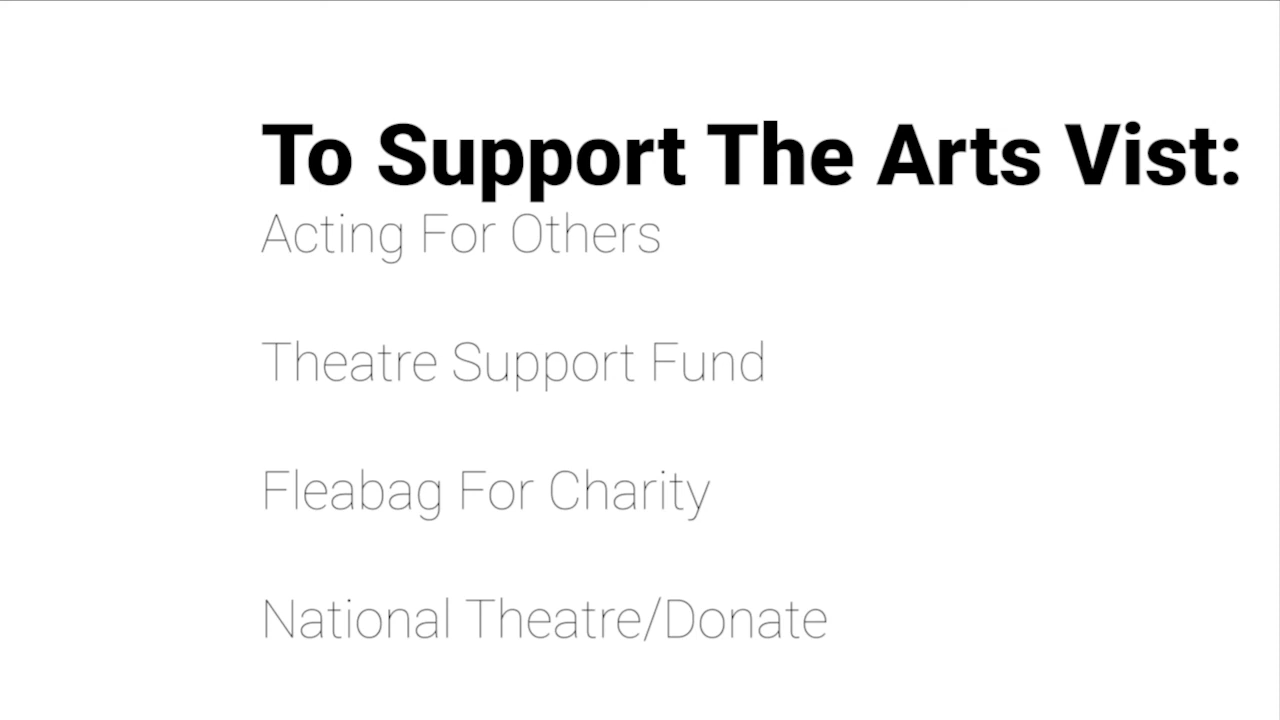 To Support The Arts Vist:
Acting For Others
Theatre Support Fund
Fleabag For Charity
National Theatre/Donate